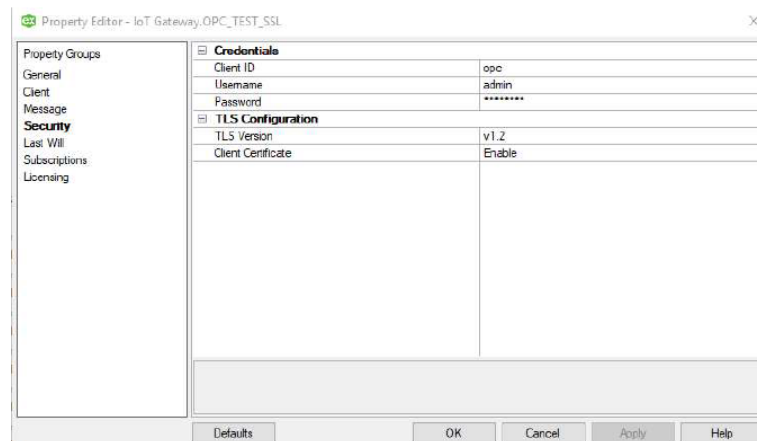 Property Editor - IoT Gateway.OPC_TEST_SSL
Property Groups
General
Client
Message
Security
Last Will
Subscriptions
Licensing
Credentials
Client ID opc
Username admin
Password ********
TLS Configuration
TLS Version v1.2
Client Certificate Enable
Defaults OK Cancel Apply Help